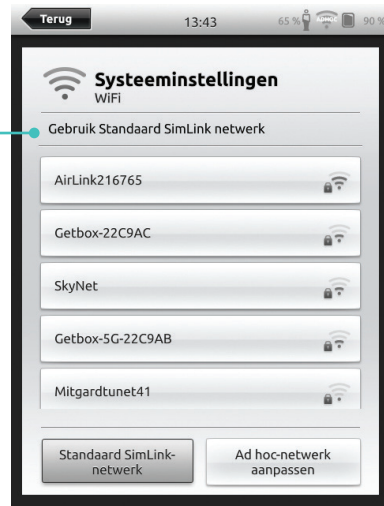 Terug 13:43 65 % ADHOC 90 %
Systeeminstellingen
WiFi
Gebruik Standaard SimLink netwerk
AirLink216765
Getbox-22C9AC
SkyNet
Getbox-5G-22C9AB
Mitgardtunet41
Standaard SimLink-
netwerk
Ad hoc-netwerk
aanpassen